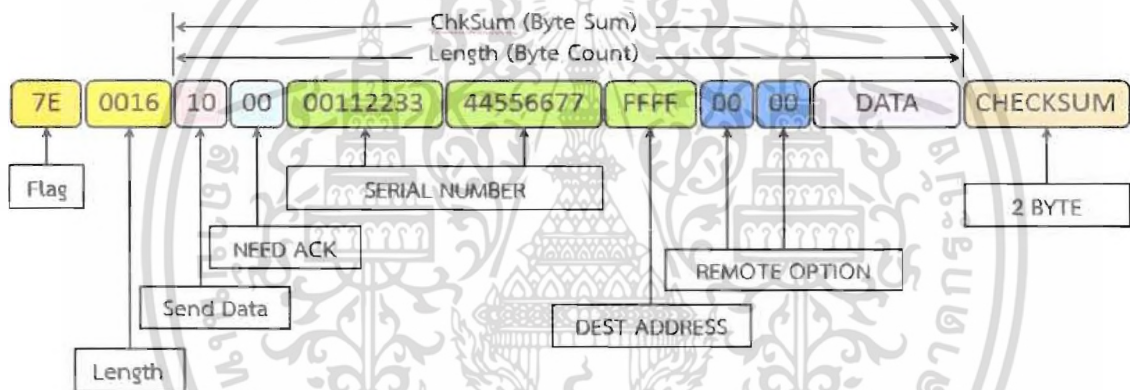 ChkSum (Byte Sum)
Length (Byte Count)
7E 0016 10 00 00112233 44556677 FFFF 00 00 DATA CHECKSUM
Flag
SERIAL NUMBER
2 BYTE
NEED ACK
REMOTE OPTION
Send Data
DEST ADDRESS
Length